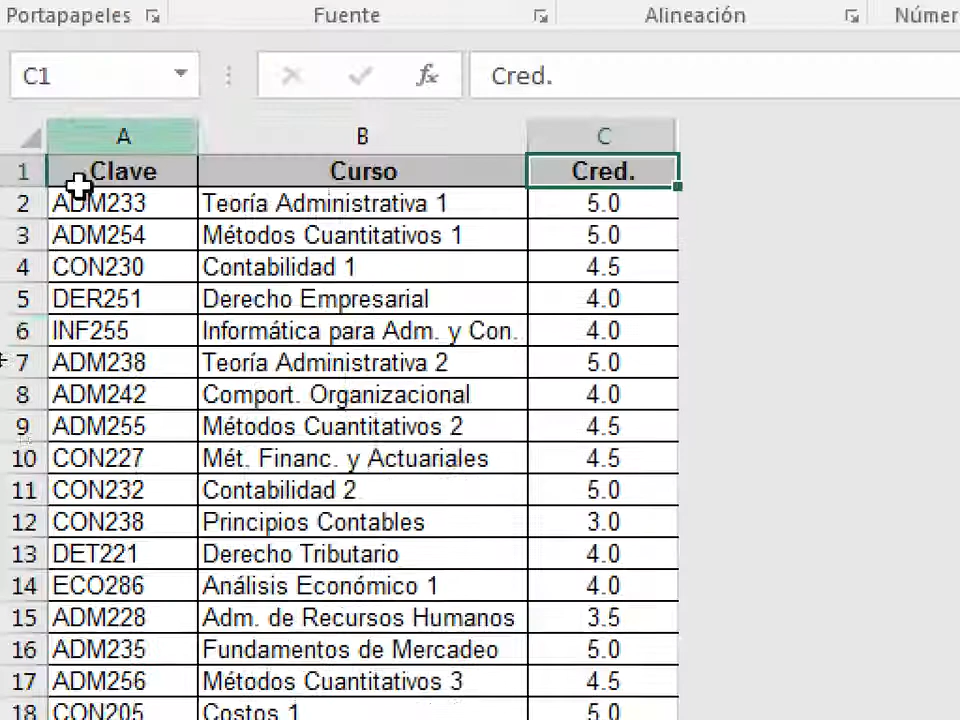 Portapapeles Fuente Alineación Númer
C1 fx Cred.
A B C
1 Clave Curso Cred.
2 ADM233 Teoría Administrativa 1 5.0
3 ADM254 Métodos Cuantitativos 1 5.0
4 CON230 Contabilidad 1 4.5
5 DER251 Derecho Empresarial 4.0
6 INF255 Informática para Adm. y Con. 4.0
7 ADM238 Teoría Administrativa 2 5.0
8 ADM242 Comport. Organizacional 4.0
9 ADM255 Métodos Cuantitativos 2 4.5
10 CON227 Mét. Financ. y Actuariales 4.5
11 CON232 Contabilidad 2 5.0
12 CON238 Principios Contables 3.0
13 DET221 Derecho Tributario 4.0
14 ECO286 Análisis Económico 1 4.0
15 ADM228 Adm. de Recursos Humanos 3.5
16 ADM235 Fundamentos de Mercadeo 5.0
17 ADM256 Métodos Cuantitativos 3 4.5
18 CON205 Costos 1 5.0